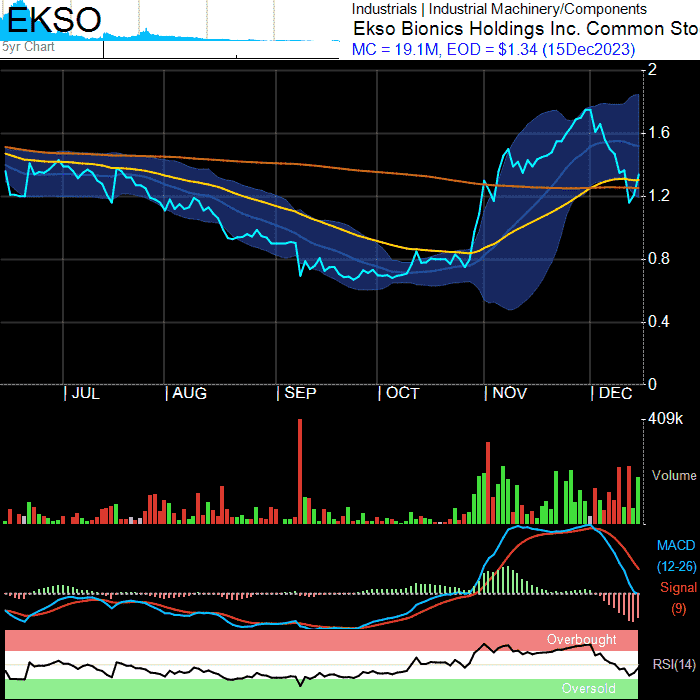 EKSO
5yr Chart
Industrials | Industrial Machinery/Components
Ekso Bionics Holdings Inc. Common Sto
MC = 19.1M, EOD = $1.34 (15Dec2023)
2
1.6
1.2
0.8
0.4
0
| JUL | AUG | SEP | OCT | NOV | DEC
409k
Volume
MACD
(12-26)
Signal
(9)
Overbought
RSI(14)
Oversold